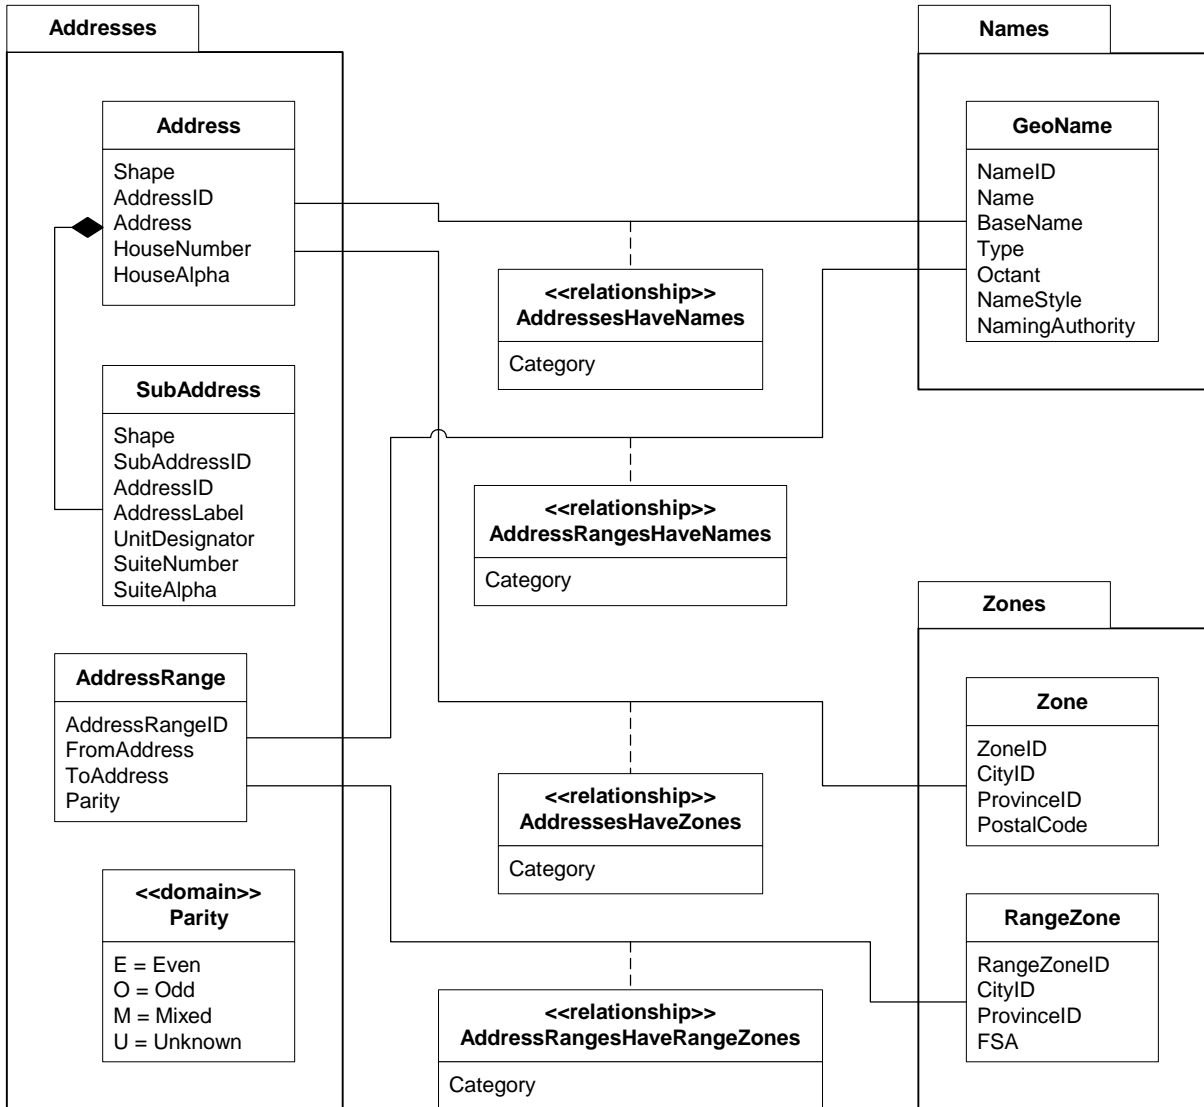 Addresses
Address
Shape
AddressID
Address
HouseNumber
HouseAlpha
SubAddress
Shape
SubAddressID
AddressID
AddressLabel
UnitDesignator
SuiteNumber
SuiteAlpha
AddressRange
AddressRangeID
FromAddress
ToAddress
Parity
<<domain>>
Parity
E = Even
O = Odd
M = Mixed
U = Unknown
<<relationship>>
AddressesHaveNames
Category
<<relationship>>
AddressRangesHaveNames
Category
<<relationship>>
AddressesHaveZones
Category
<<relationship>>
AddressRangesHaveRangeZones
Category
Names
GeoName
NameID
Name
BaseName
Type
Octant
NameStyle
NamingAuthority
Zones
Zone
ZoneID
CityID
ProvinceID
PostalCode
RangeZone
RangeZoneID
CityID
ProvinceID
FSA